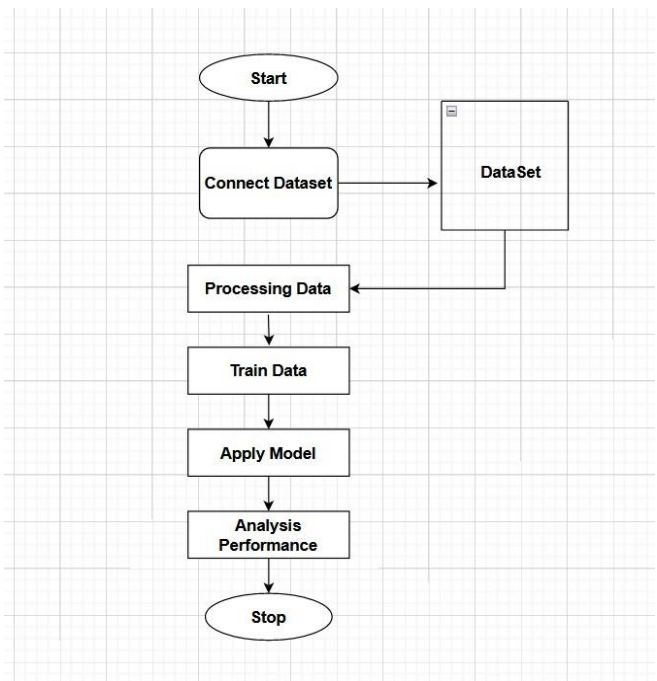 Start
Connect Dataset
DataSet
Processing Data
Train Data
Apply Model
Analysis
Performance
Stop